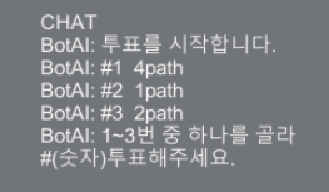 CHAT
BotAI: 투표를 시작합니다.
BotAI: #1  4path
BotAI: #2  1path
BotAI: #3  2path
BotAI: 1~3번 중 하나를 골라
#(숫자)투표해주세요.